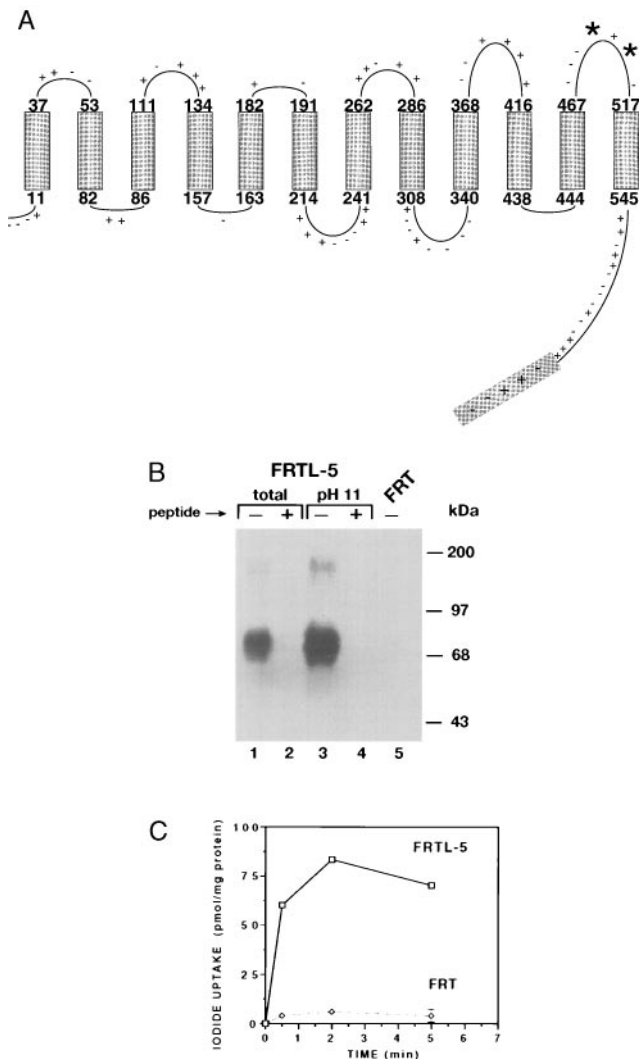 A
37 53 111 134 182 191 262 286 368 416 467 517
11 82 86 157 163 214 241 308 340 438 444 545
B
FRTL-5
total pH 11 FRT
peptide → – + – + – kDa
200
97
68
43
1 2 3 4 5
C
100
75
50
25
0
IODIDE UPTAKE (pmol/mg protein)
FRTL-5
FRT
0 1 2 3 4 5 6 7
TIME (min)